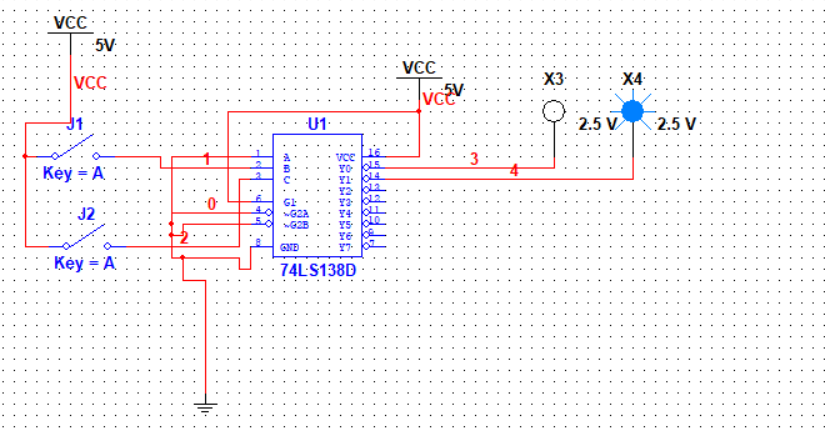 VCC
5V
VCC
J1
Key = A
J2
Key = A
1
0
2
U1
1
2
3
6
4
5
8
A
B
C
G1
~G2A
~G2B
GND
VCC
Y0
Y1
Y2
Y3
Y4
Y5
Y6
Y7
16
15
14
13
12
11
10
9
7
74LS138D
VCC
5V
VCC
3
4
X3
2.5 V
X4
2.5 V